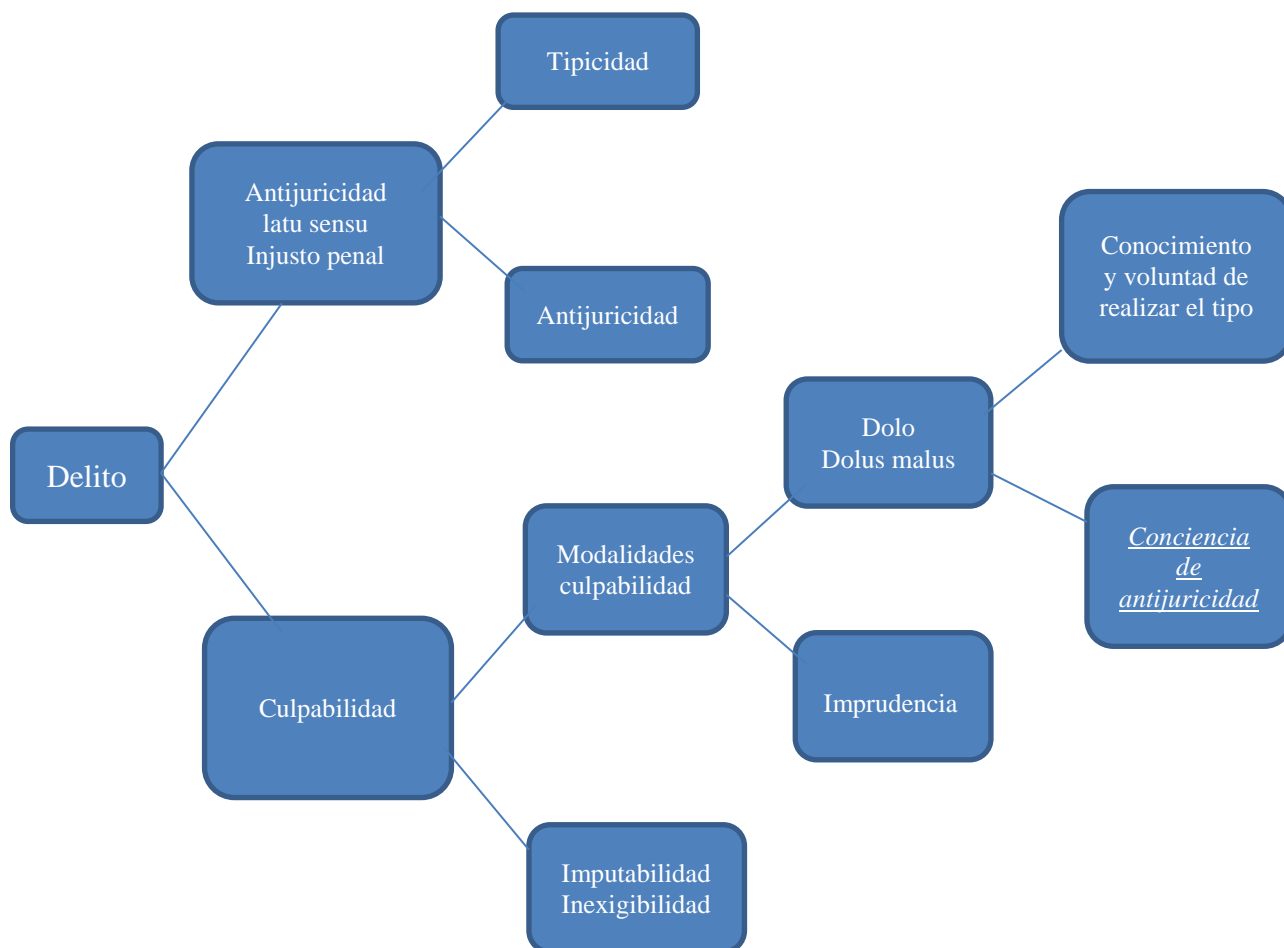 Tipicidad
Antijuricidad
latu sensu
Injusto penal
Conocimiento
y voluntad de
realizar el tipo
Antijuricidad
Dolo
Dolus malus
Delito
Conciencia
de
antijuricidad
Modalidades
culpabilidad
Culpabilidad
Imprudencia
Imputabilidad
Inexigibilidad